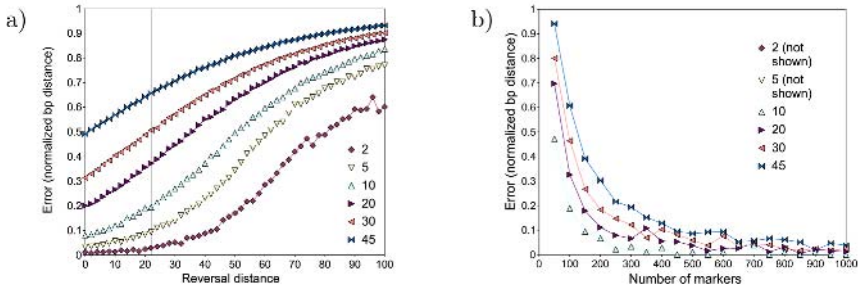 a)
Error (normalized bp distance)
1
0.9
0.8
0.7
0.6
0.5
0.4
0.3
0.2
0.1
0
0 10 20 30 40 50 60 70 80 90 100
Reversal distance
2
5
10
20
30
45
b)
Error (normalized bp distance)
1
0.9
0.8
0.7
0.6
0.5
0.4
0.3
0.2
0.1
0
0 100 200 300 400 500 600 700 800 900 1000
Number of markers
2 (not
shown)
5 (not
shown)
10
20
30
45